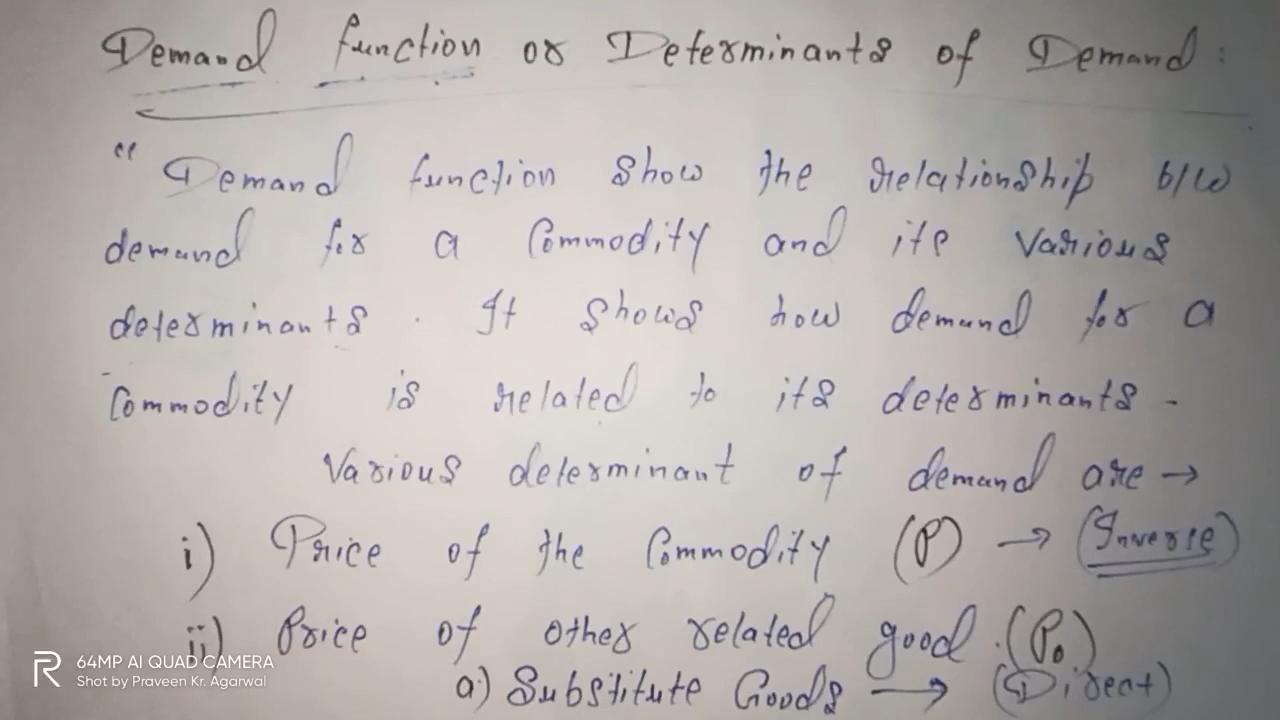 Demand function or Determinants of Demand :
" Demand function show the relationship b/w
demand for a Commodity and its various
determinants . It shows how demand for a
Commodity is related to its determinants -
Various determinant of demand are →
i) Price of the Commodity (P) → (Inverse)
ii) Price of other related good . (P₀)
a) Substitute Goods → (Direct)
64MP AI QUAD CAMERA
Shot by Praveen Kr. Agarwal